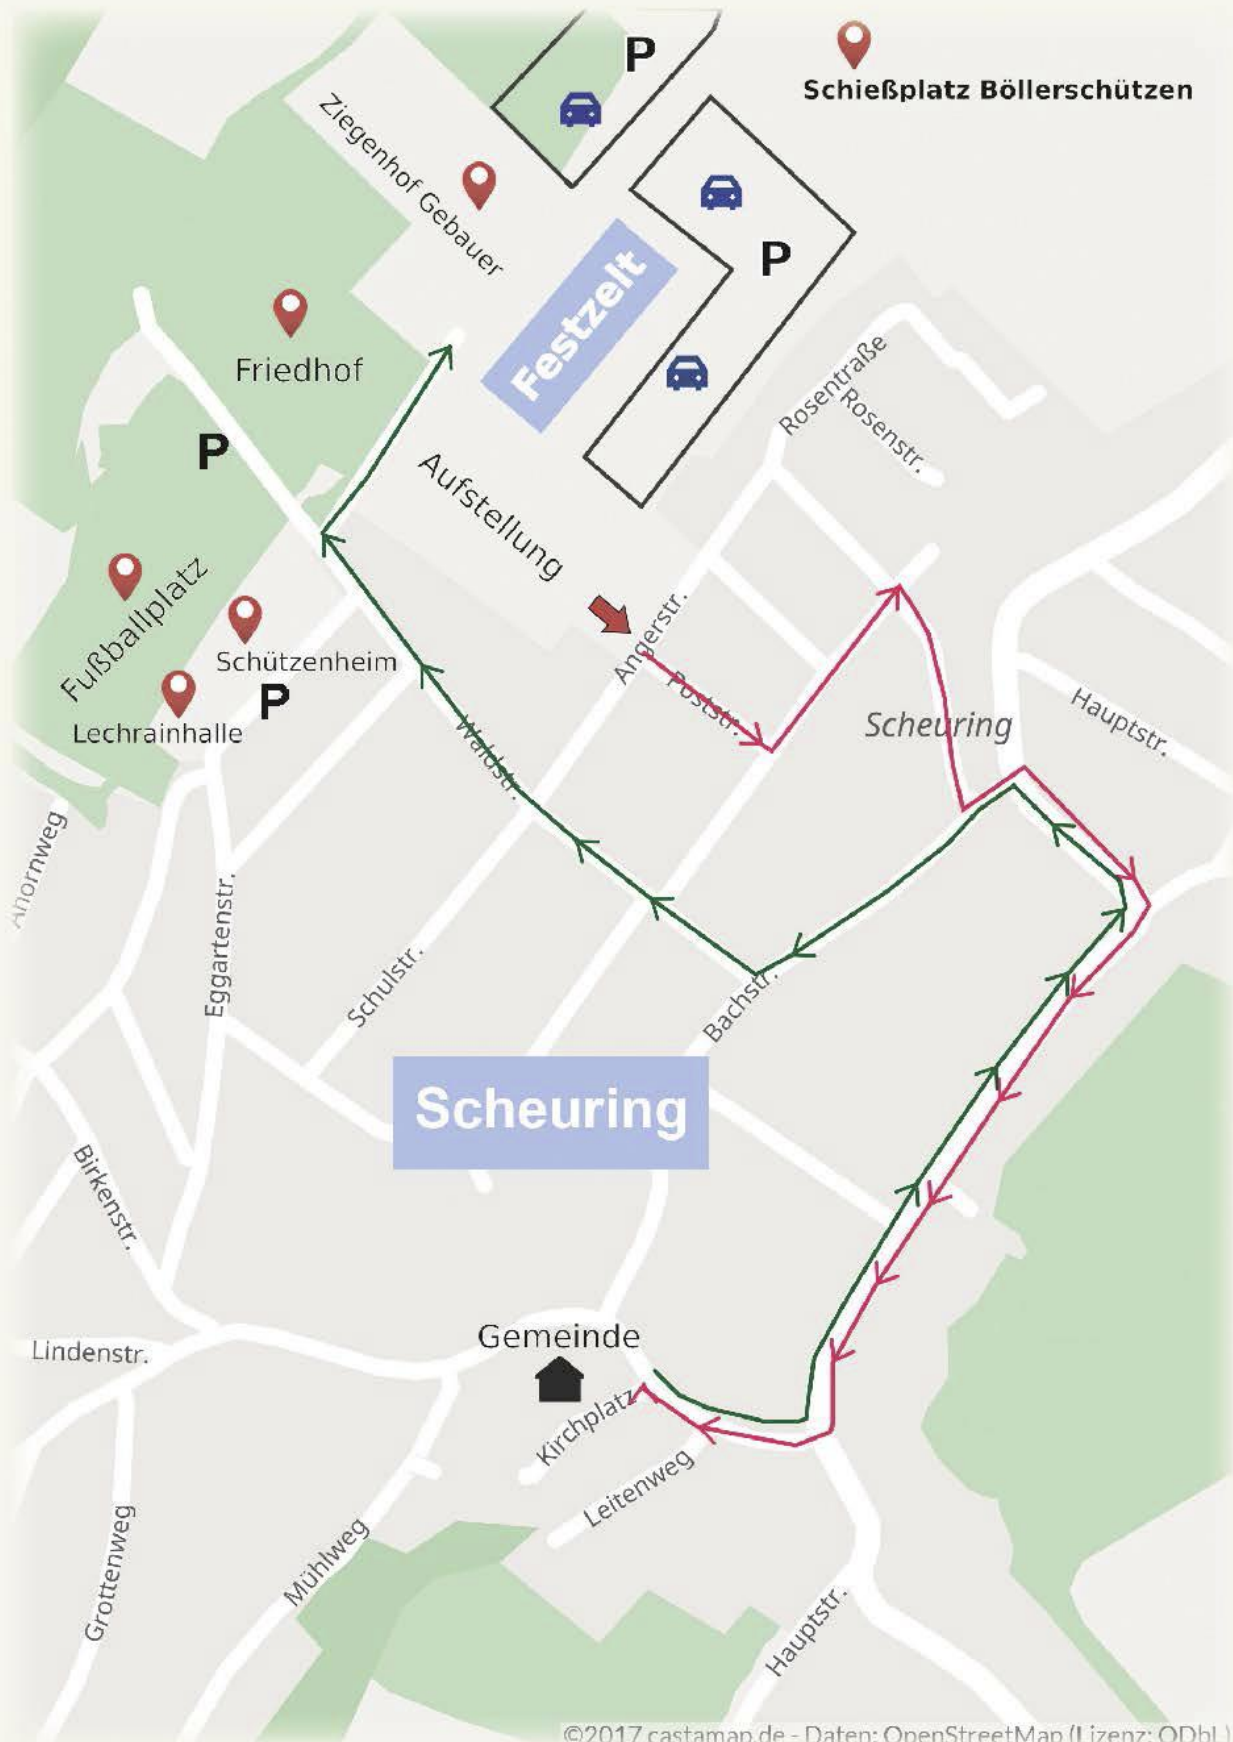 P
Schießplatz Böllerschützen
Ziegenhof Gebauer
P
Festzelt
Friedhof
Rosentraße
Rosenstr.
P
Aufstellung
Fußballplatz
Angerstr.
Schützenheim
P
Poststr.
Scheuring
Hauptstr.
Lechrainhalle
Waldstr.
Ahornweg
Eggartenstr.
Schulstr.
Bachstr.
Scheuring
Birkenstr.
Gemeinde
Lindenstr.
Kirchplatz
Leitenweg
Grottenweg
Mühlweg
Hauptstr.
©2017 castamap.de - Daten: OpenStreetMap (Lizenz: ODbL)